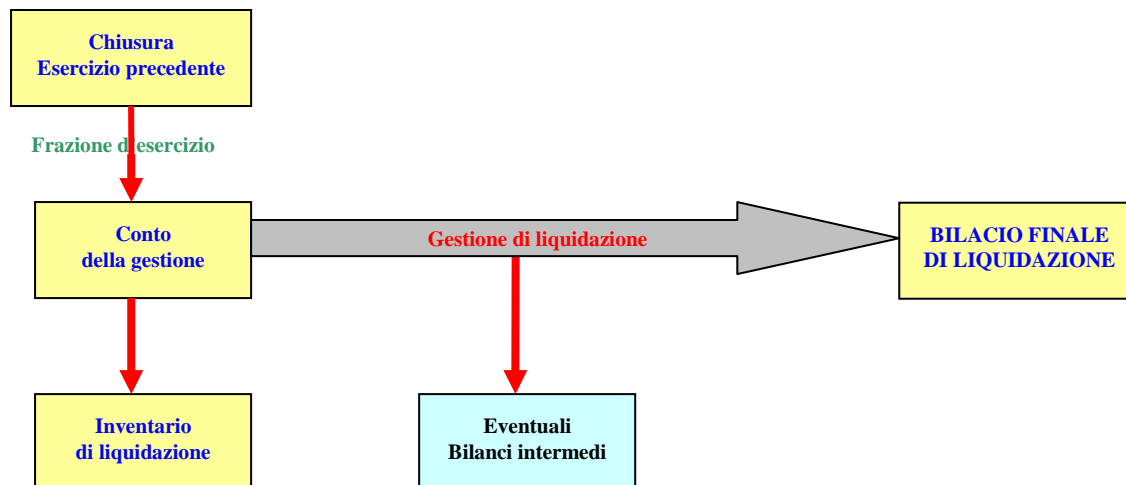 Chiusura
Esercizio precedente
Frazione d'esercizio
Conto
della gestione
Gestione di liquidazione
BILACIO FINALE
DI LIQUIDAZIONE
Inventario
di liquidazione
Eventuali
Bilanci intermedi